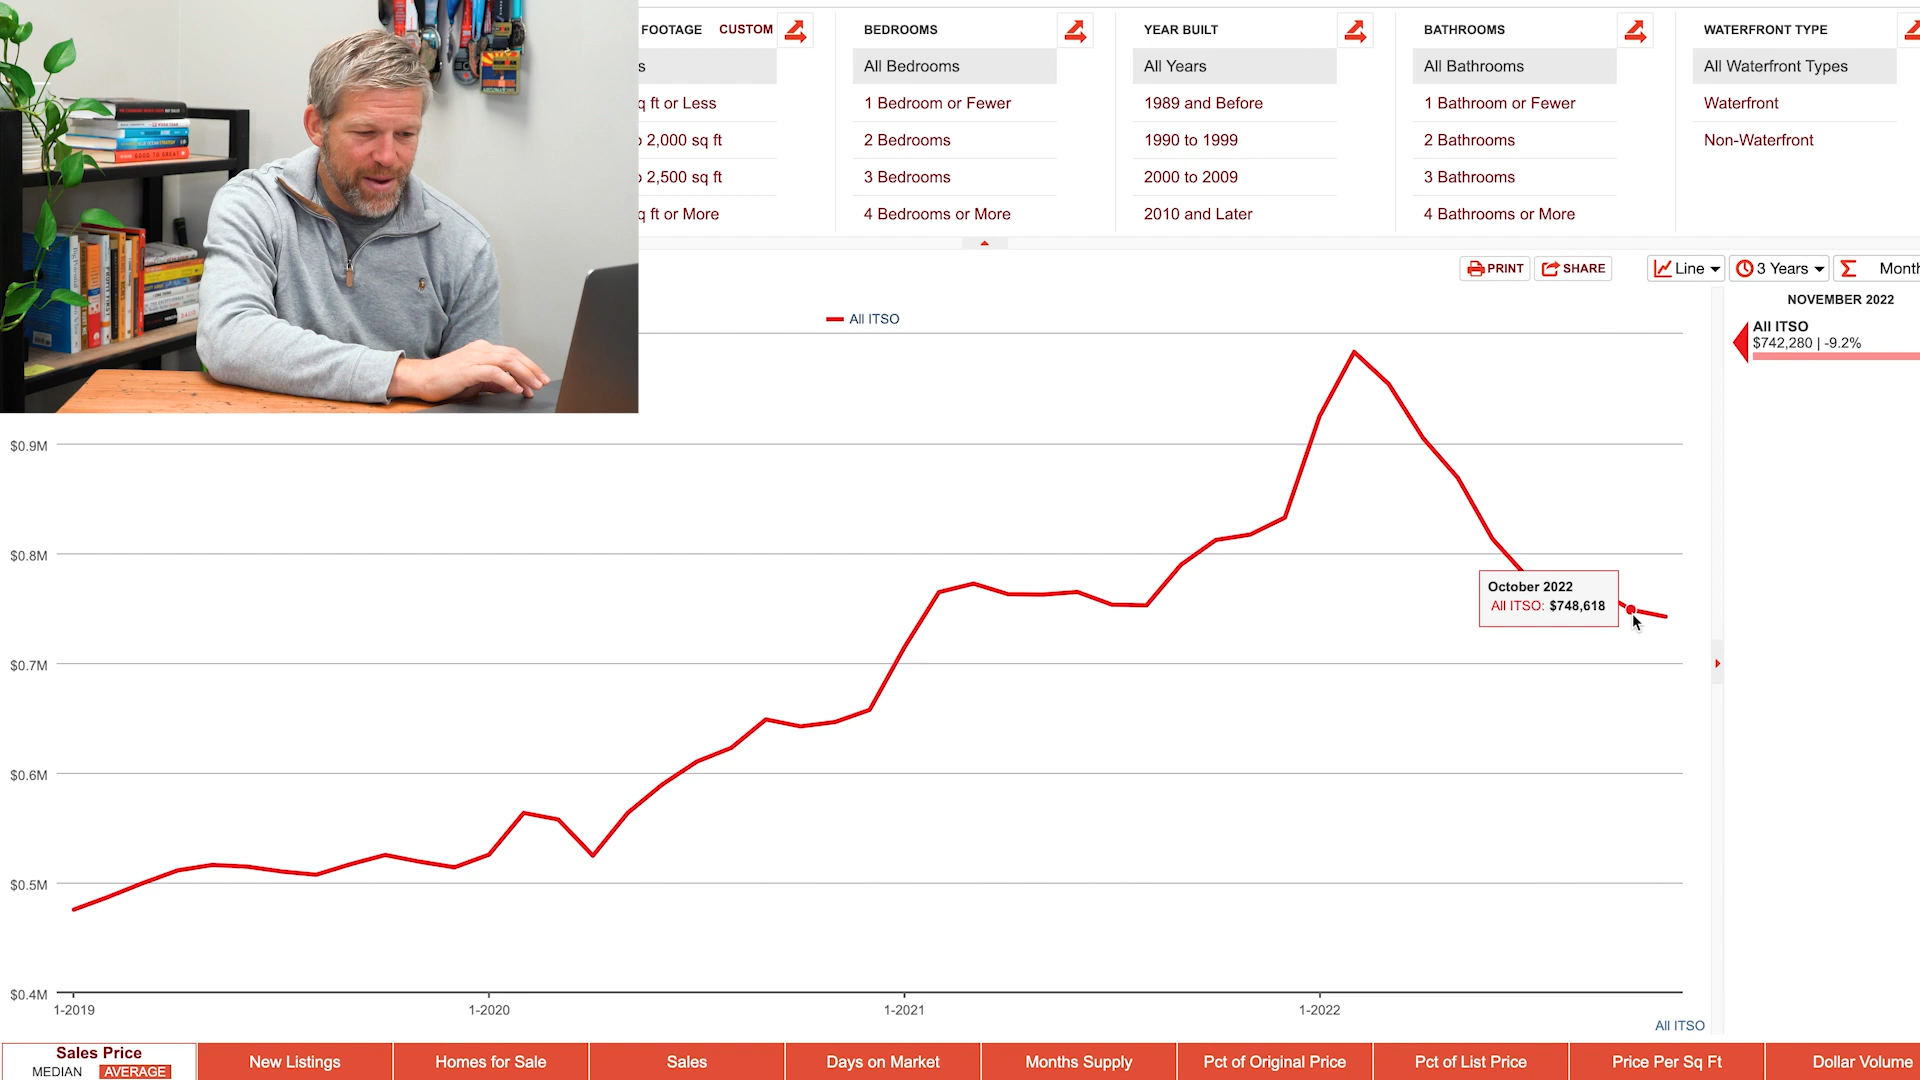 FOOTAGE CUSTOM
s
q ft or Less
o 2,000 sq ft
o 2,500 sq ft
q ft or More
BEDROOMS
All Bedrooms
1 Bedroom or Fewer
2 Bedrooms
3 Bedrooms
4 Bedrooms or More
YEAR BUILT
All Years
1989 and Before
1990 to 1999
2000 to 2009
2010 and Later
BATHROOMS
All Bathrooms
1 Bathroom or Fewer
2 Bathrooms
3 Bathrooms
4 Bathrooms or More
WATERFRONT TYPE
All Waterfront Types
Waterfront
Non-Waterfront
PRINT SHARE Line 3 Years Month
NOVEMBER 2022
All ITSO
$742,280 | -9.2%
All ITSO
$0.9M
$0.8M
October 2022
All ITSO: $748,618
$0.7M
$0.6M
$0.5M
$0.4M
1-2019 1-2020 1-2021 1-2022
All ITSO
Sales Price
MEDIAN AVERAGE
New Listings
Homes for Sale
Sales
Days on Market
Months Supply
Pct of Original Price
Pct of List Price
Price Per Sq Ft
Dollar Volume
GOOD TO GREAT